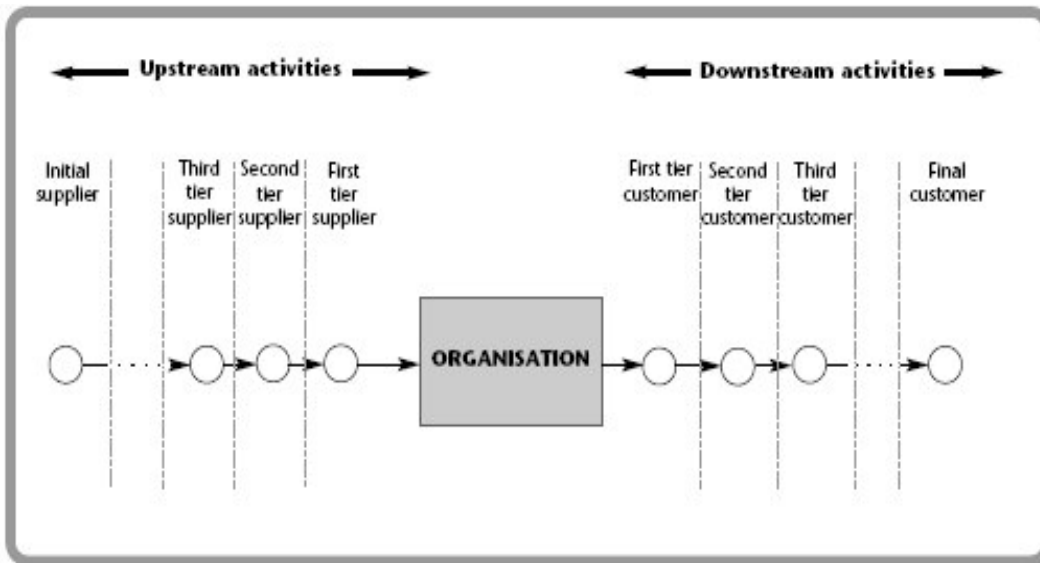 Upstream activities
Downstream activities
Initial
supplier
Third
tier
supplier
Second
tier
supplier
First
tier
supplier
First tier
customer
Second
tier
customer
Third
tier
customer
Final
customer
ORGANISATION